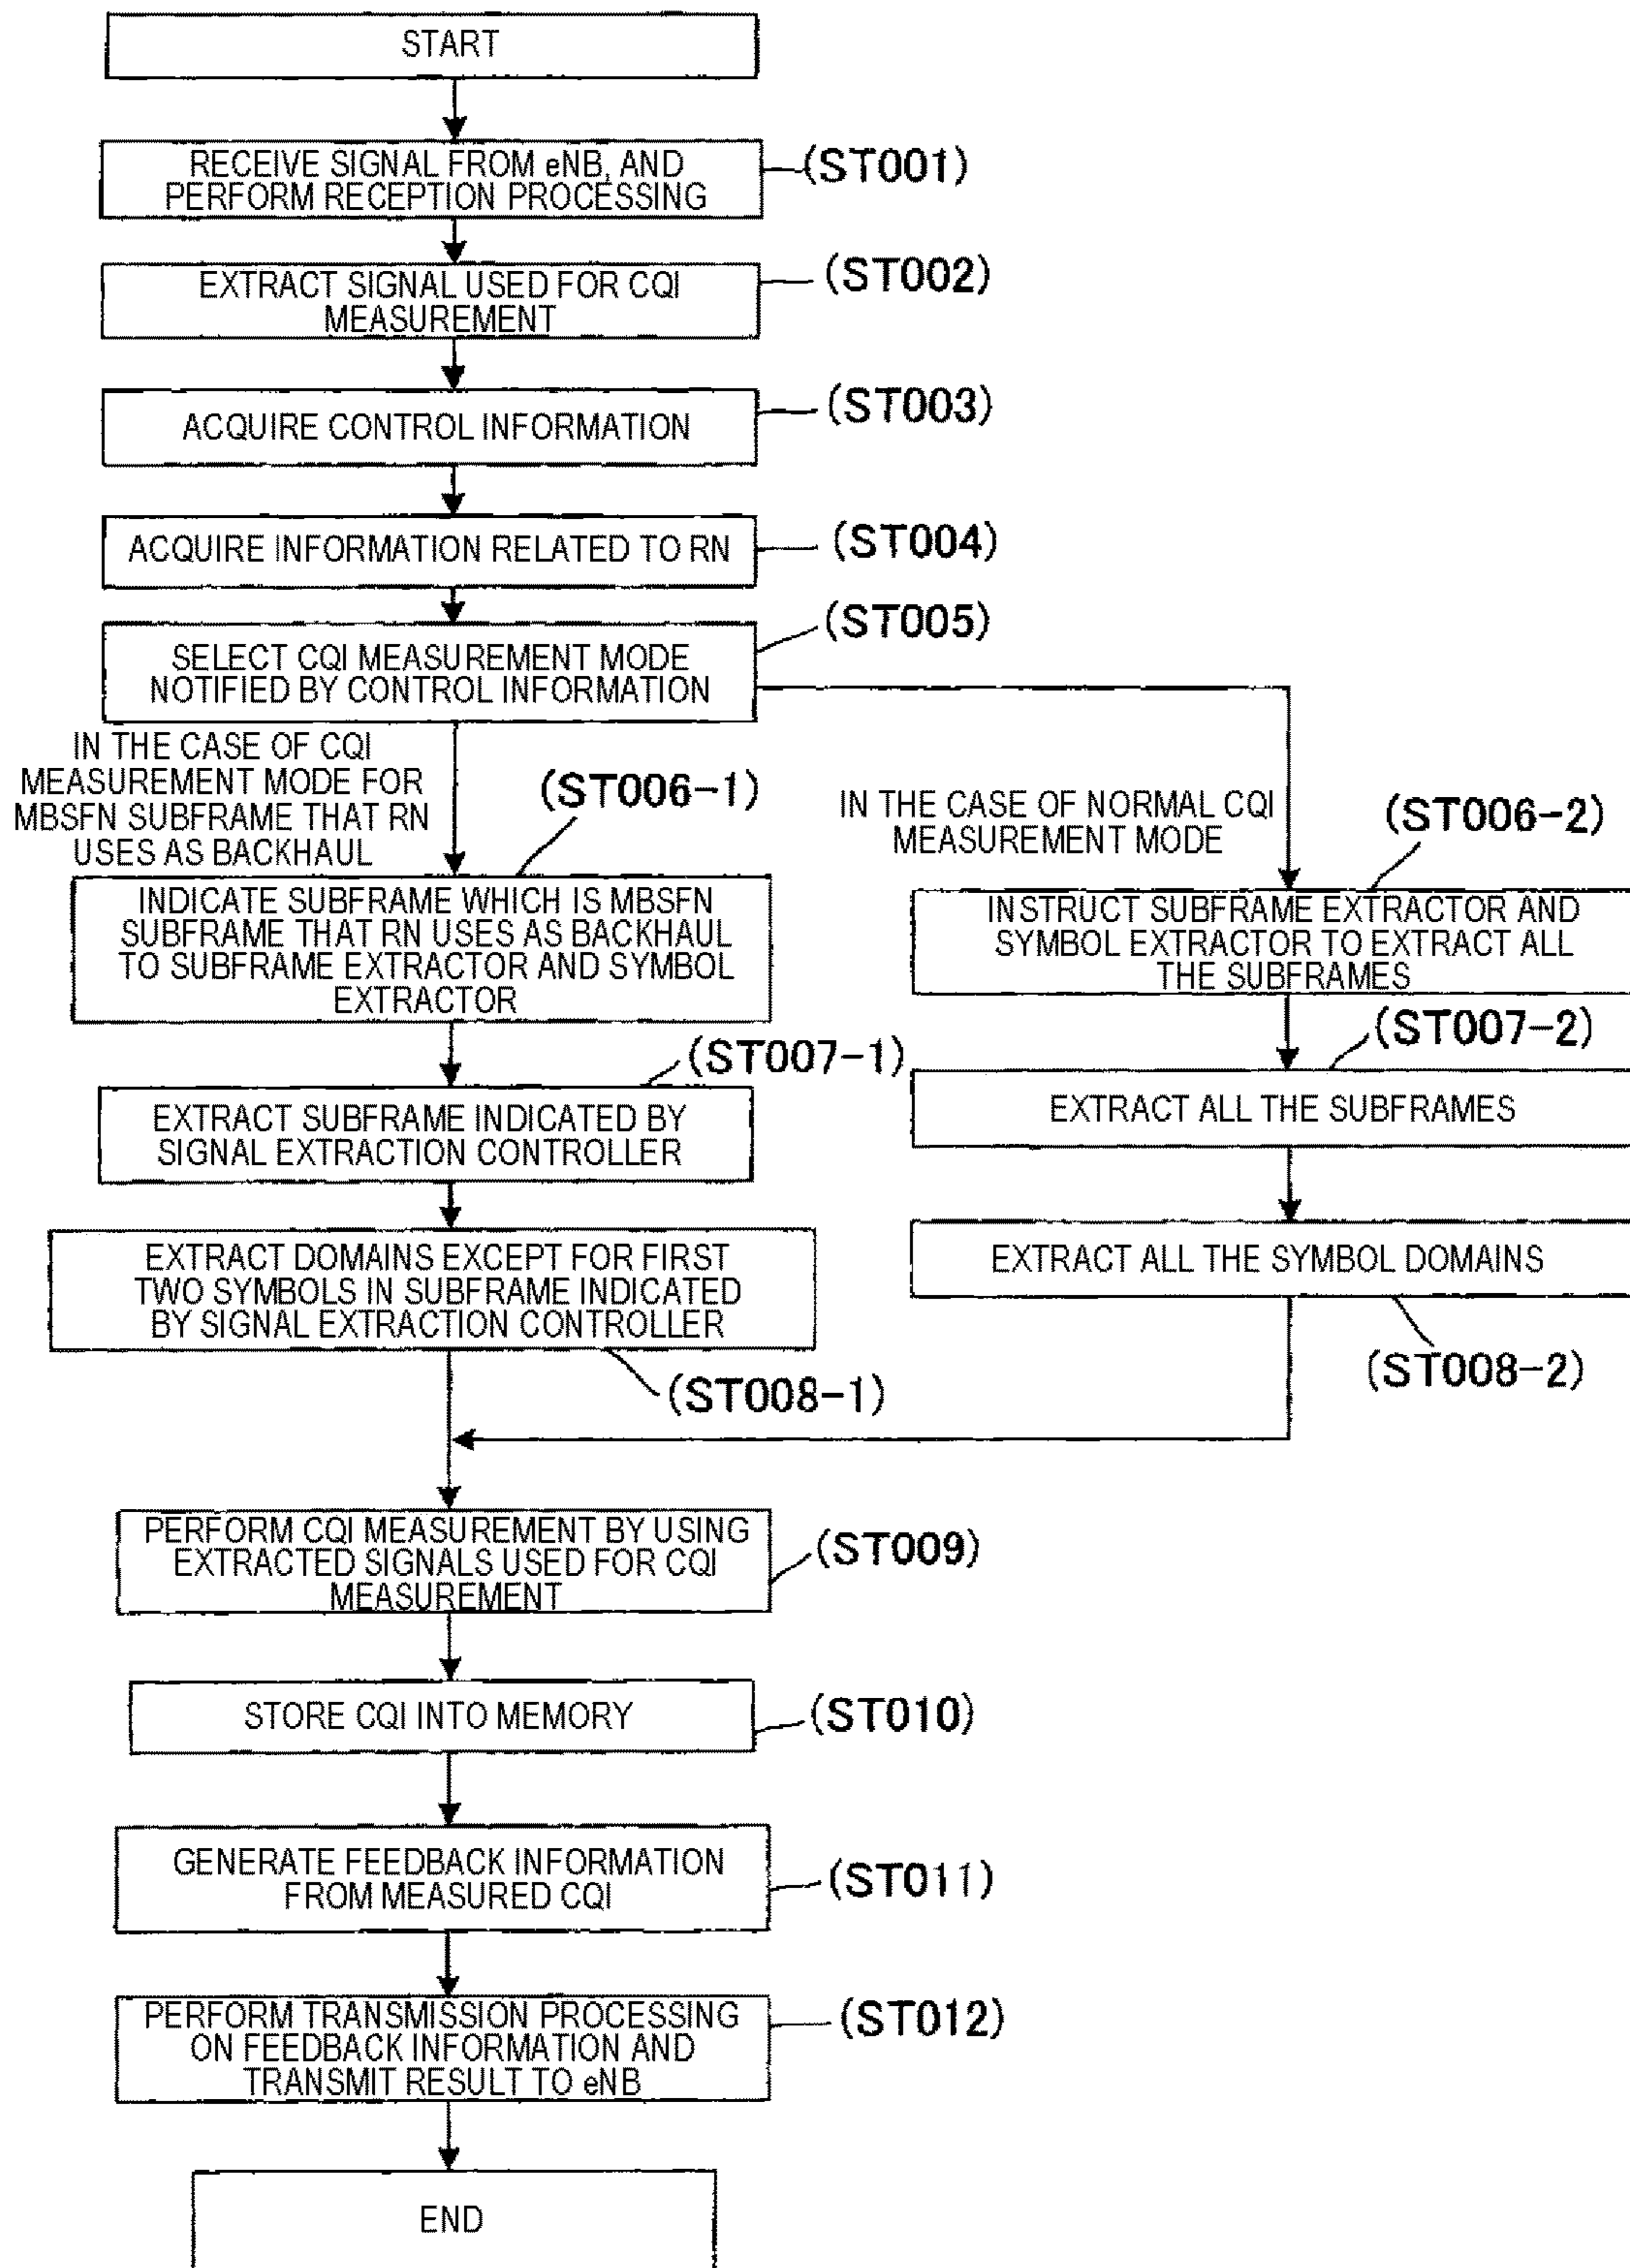 START
RECEIVE SIGNAL FROM eNB, AND
PERFORM RECEPTION PROCESSING
(ST001)
EXTRACT SIGNAL USED FOR CQI
MEASUREMENT
(ST002)
ACQUIRE CONTROL INFORMATION
(ST003)
ACQUIRE INFORMATION RELATED TO RN
(ST004)
SELECT CQI MEASUREMENT MODE
NOTIFIED BY CONTROL INFORMATION
(ST005)
IN THE CASE OF CQI
MEASUREMENT MODE FOR
MBSFN SUBFRAME THAT RN
USES AS BACKHAUL
(ST006-1)
INDICATE SUBFRAME WHICH IS MBSFN
SUBFRAME THAT RN USES AS BACKHAUL
TO SUBFRAME EXTRACTOR AND SYMBOL
EXTRACTOR
(ST007-1)
EXTRACT SUBFRAME INDICATED BY
SIGNAL EXTRACTION CONTROLLER
EXTRACT DOMAINS EXCEPT FOR FIRST
TWO SYMBOLS IN SUBFRAME INDICATED
BY SIGNAL EXTRACTION CONTROLLER
(ST008-1)
IN THE CASE OF NORMAL CQI
MEASUREMENT MODE
(ST006-2)
INSTRUCT SUBFRAME EXTRACTOR AND
SYMBOL EXTRACTOR TO EXTRACT ALL
THE SUBFRAMES
(ST007-2)
EXTRACT ALL THE SUBFRAMES
EXTRACT ALL THE SYMBOL DOMAINS
(ST008-2)
PERFORM CQI MEASUREMENT BY USING
EXTRACTED SIGNALS USED FOR CQI
MEASUREMENT
(ST009)
STORE CQI INTO MEMORY
(ST010)
GENERATE FEEDBACK INFORMATION
FROM MEASURED CQI
(ST011)
PERFORM TRANSMISSION PROCESSING
ON FEEDBACK INFORMATION AND
TRANSMIT RESULT TO eNB
(ST012)
END